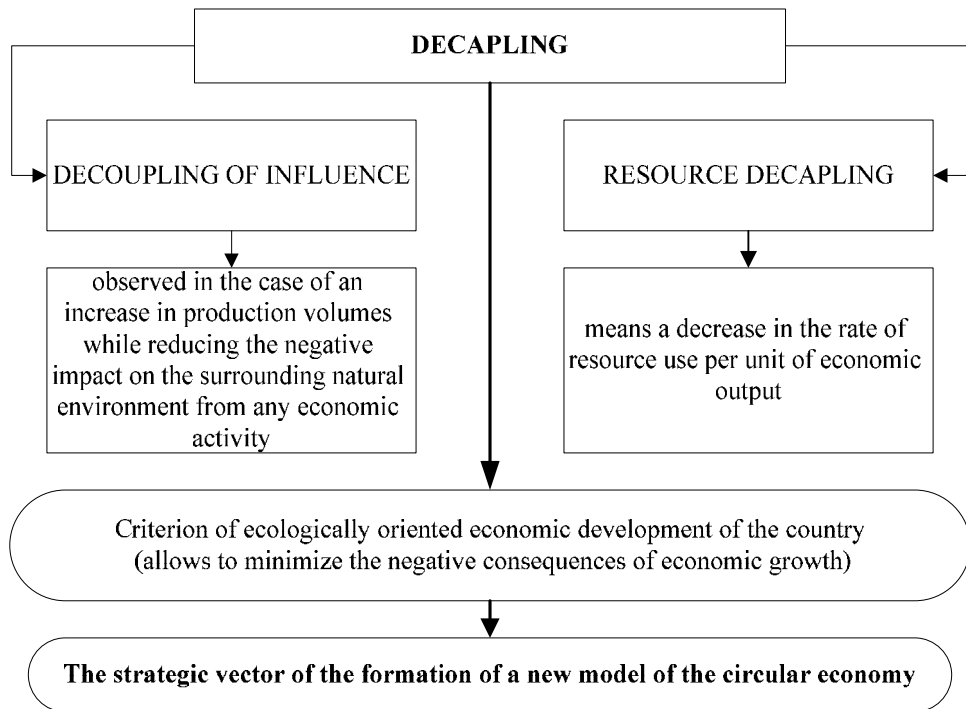 DECAPLING
DECOUPLING OF INFLUENCE
RESOURCE DECAPLING
observed in the case of an
increase in production volumes
while reducing the negative
impact on the surrounding natural
environment from any economic
activity
means a decrease in the rate of
resource use per unit of economic
output
Criterion of ecologically oriented economic development of the country
(allows to minimize the negative consequences of economic growth)
The strategic vector of the formation of a new model of the circular economy